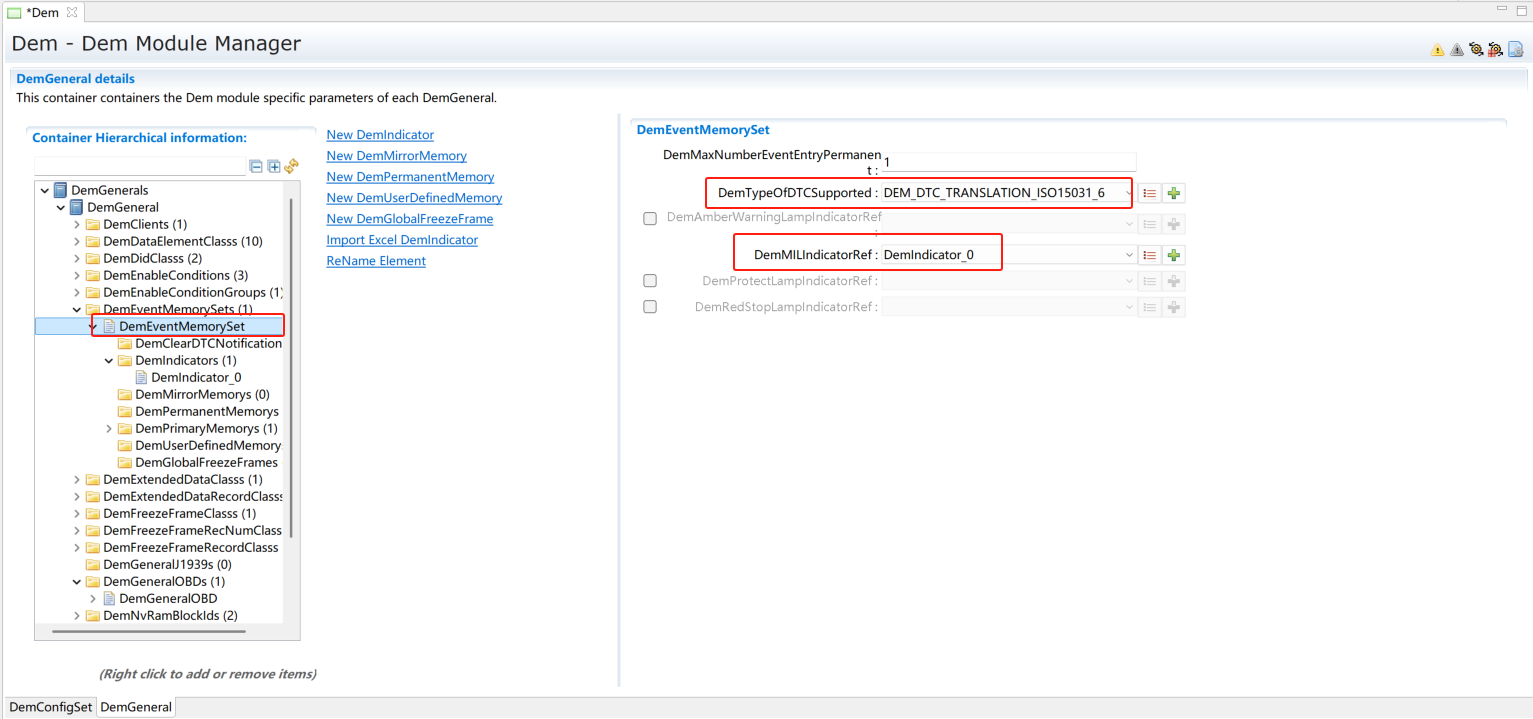 *Dem
Dem - Dem Module Manager
DemGeneral details
This container containers the Dem module specific parameters of each DemGeneral.
Container Hierarchical information:
DemGenerals
DemGeneral
DemClients (1)
DemDataElementClasss (10)
DemDidClasss (2)
DemEnableConditions (3)
DemEnableConditionGroups (1)
DemEventMemorySets (1)
DemEventMemorySet
DemClearDTCNotification
DemIndicators (1)
DemIndicator_0
DemMirrorMemorys (0)
DemPermanentMemorys
DemPrimaryMemorys (1)
DemUserDefinedMemory
DemGlobalFreezeFrames
DemExtendedDataClasss (1)
DemExtendedDataRecordClasss
DemFreezeFrameClasss (1)
DemFreezeFrameRecNumClass
DemFreezeFrameRecordClasss
DemGeneralJ1939s (0)
DemGeneralOBDs (1)
DemGeneralOBD
DemNvRamBlockIds (2)
(Right click to add or remove items)
New DemIndicator
New DemMirrorMemory
New DemPermanentMemory
New DemUserDefinedMemory
New DemGlobalFreezeFrame
Import Excel DemIndicator
ReName Element
DemEventMemorySet
DemMaxNumberEventEntryPermanen
t : 1
DemTypeOfDTCSupported : DEM_DTC_TRANSLATION_ISO15031_6
DemAmberWarningLampIndicatorRef
:
DemMILIndicatorRef : DemIndicator_0
DemProtectLampIndicatorRef :
DemRedStopLampIndicatorRef :
DemConfigSet DemGeneral